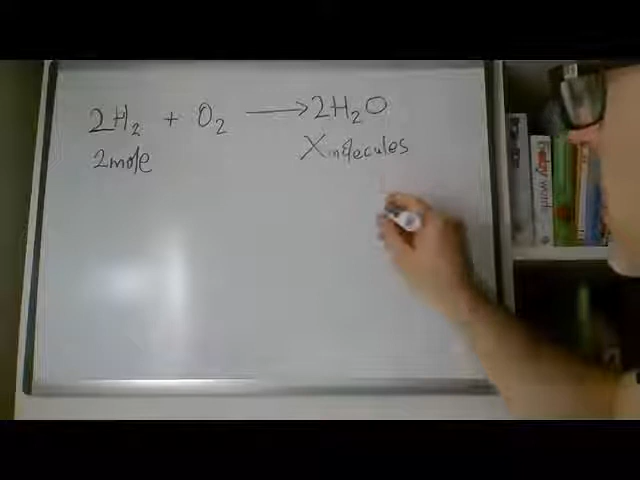 2H₂ + O₂ → 2H₂O
2mole X molecules